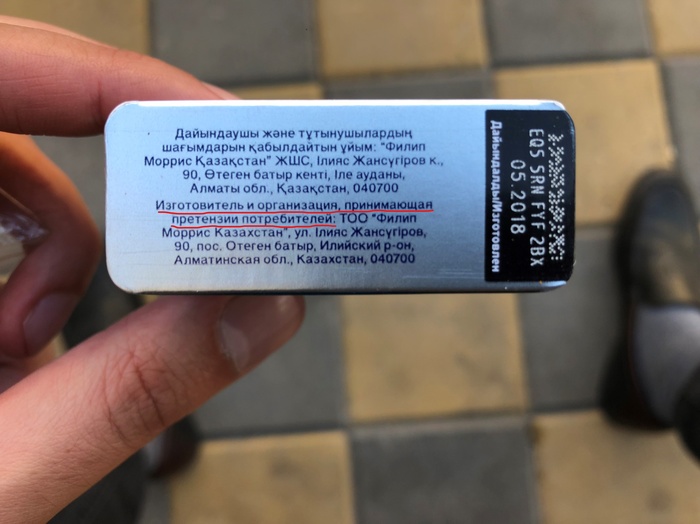 Дайындаушы және тұтынушылардың
шағымдарын қабылдайтын ұйым: "Филип
Моррис Қазақстан" ЖШС, Ілияс Жансүгіров к.,
90, Өтеген батыр кенті, Іле ауданы,
Алматы обл., Қазақстан, 040700
Изготовитель и организация, принимающая
претензии потребителей: ТОО "Филип
Моррис Казахстан", ул. Ілияс Жансүгіров,
90, пос. Отеген батыр, Илийский р-он,
Алматинская обл., Казахстан, 040700
Дайындалды/Изготовлен
05.2018
EQ5 SRN FYF 2BX